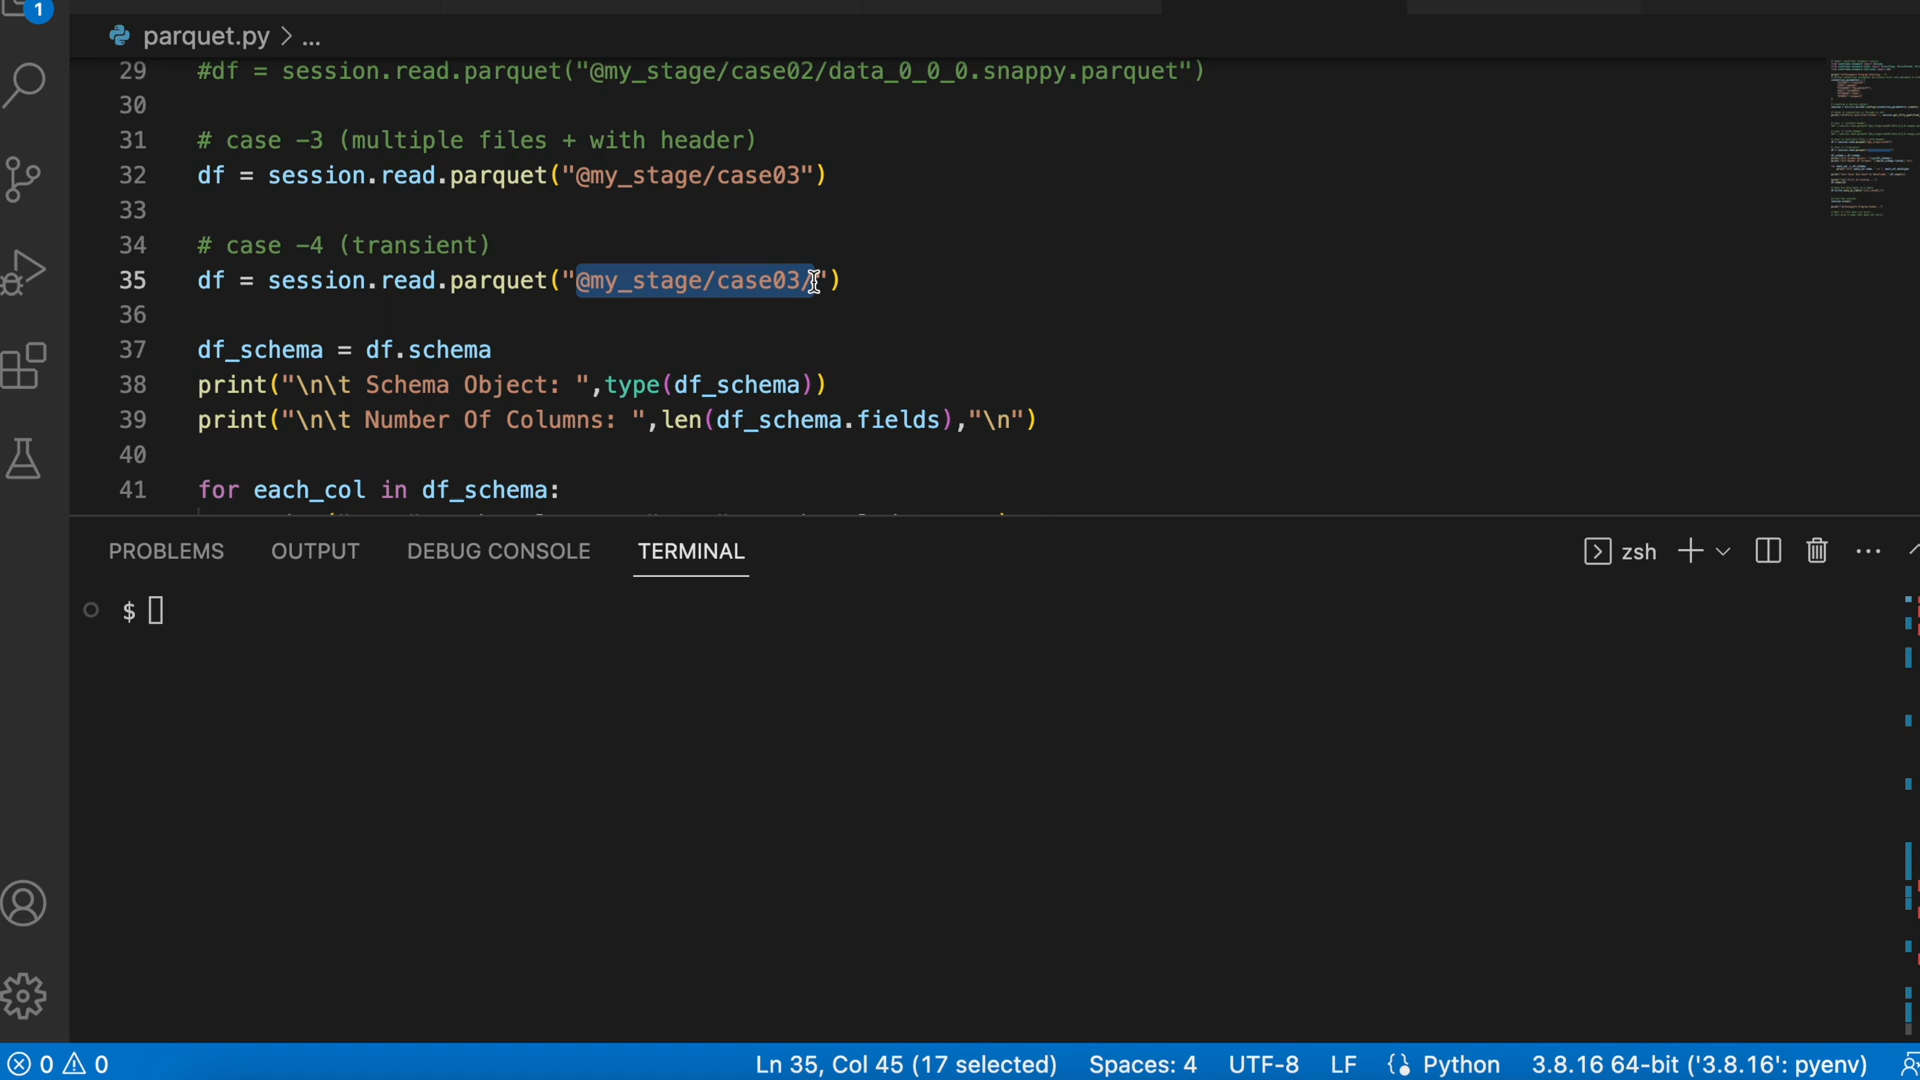 1
parquet.py > ...
29 #df = session.read.parquet("@my_stage/case02/data_0_0_0.snappy.parquet")
30
31 # case -3 (multiple files + with header)
32 df = session.read.parquet("@my_stage/case03")
33
34 # case -4 (transient)
35 df = session.read.parquet("@my_stage/case03/")
36
37 df_schema = df.schema
38 print("\n\t Schema Object: ",type(df_schema))
39 print("\n\t Number Of Columns: ",len(df_schema.fields),"\n")
40
41 for each_col in df_schema:
PROBLEMS OUTPUT DEBUG CONSOLE TERMINAL zsh
$
0 0 Ln 35, Col 45 (17 selected) Spaces: 4 UTF-8 LF Python 3.8.16 64-bit ('3.8.16': pyenv)